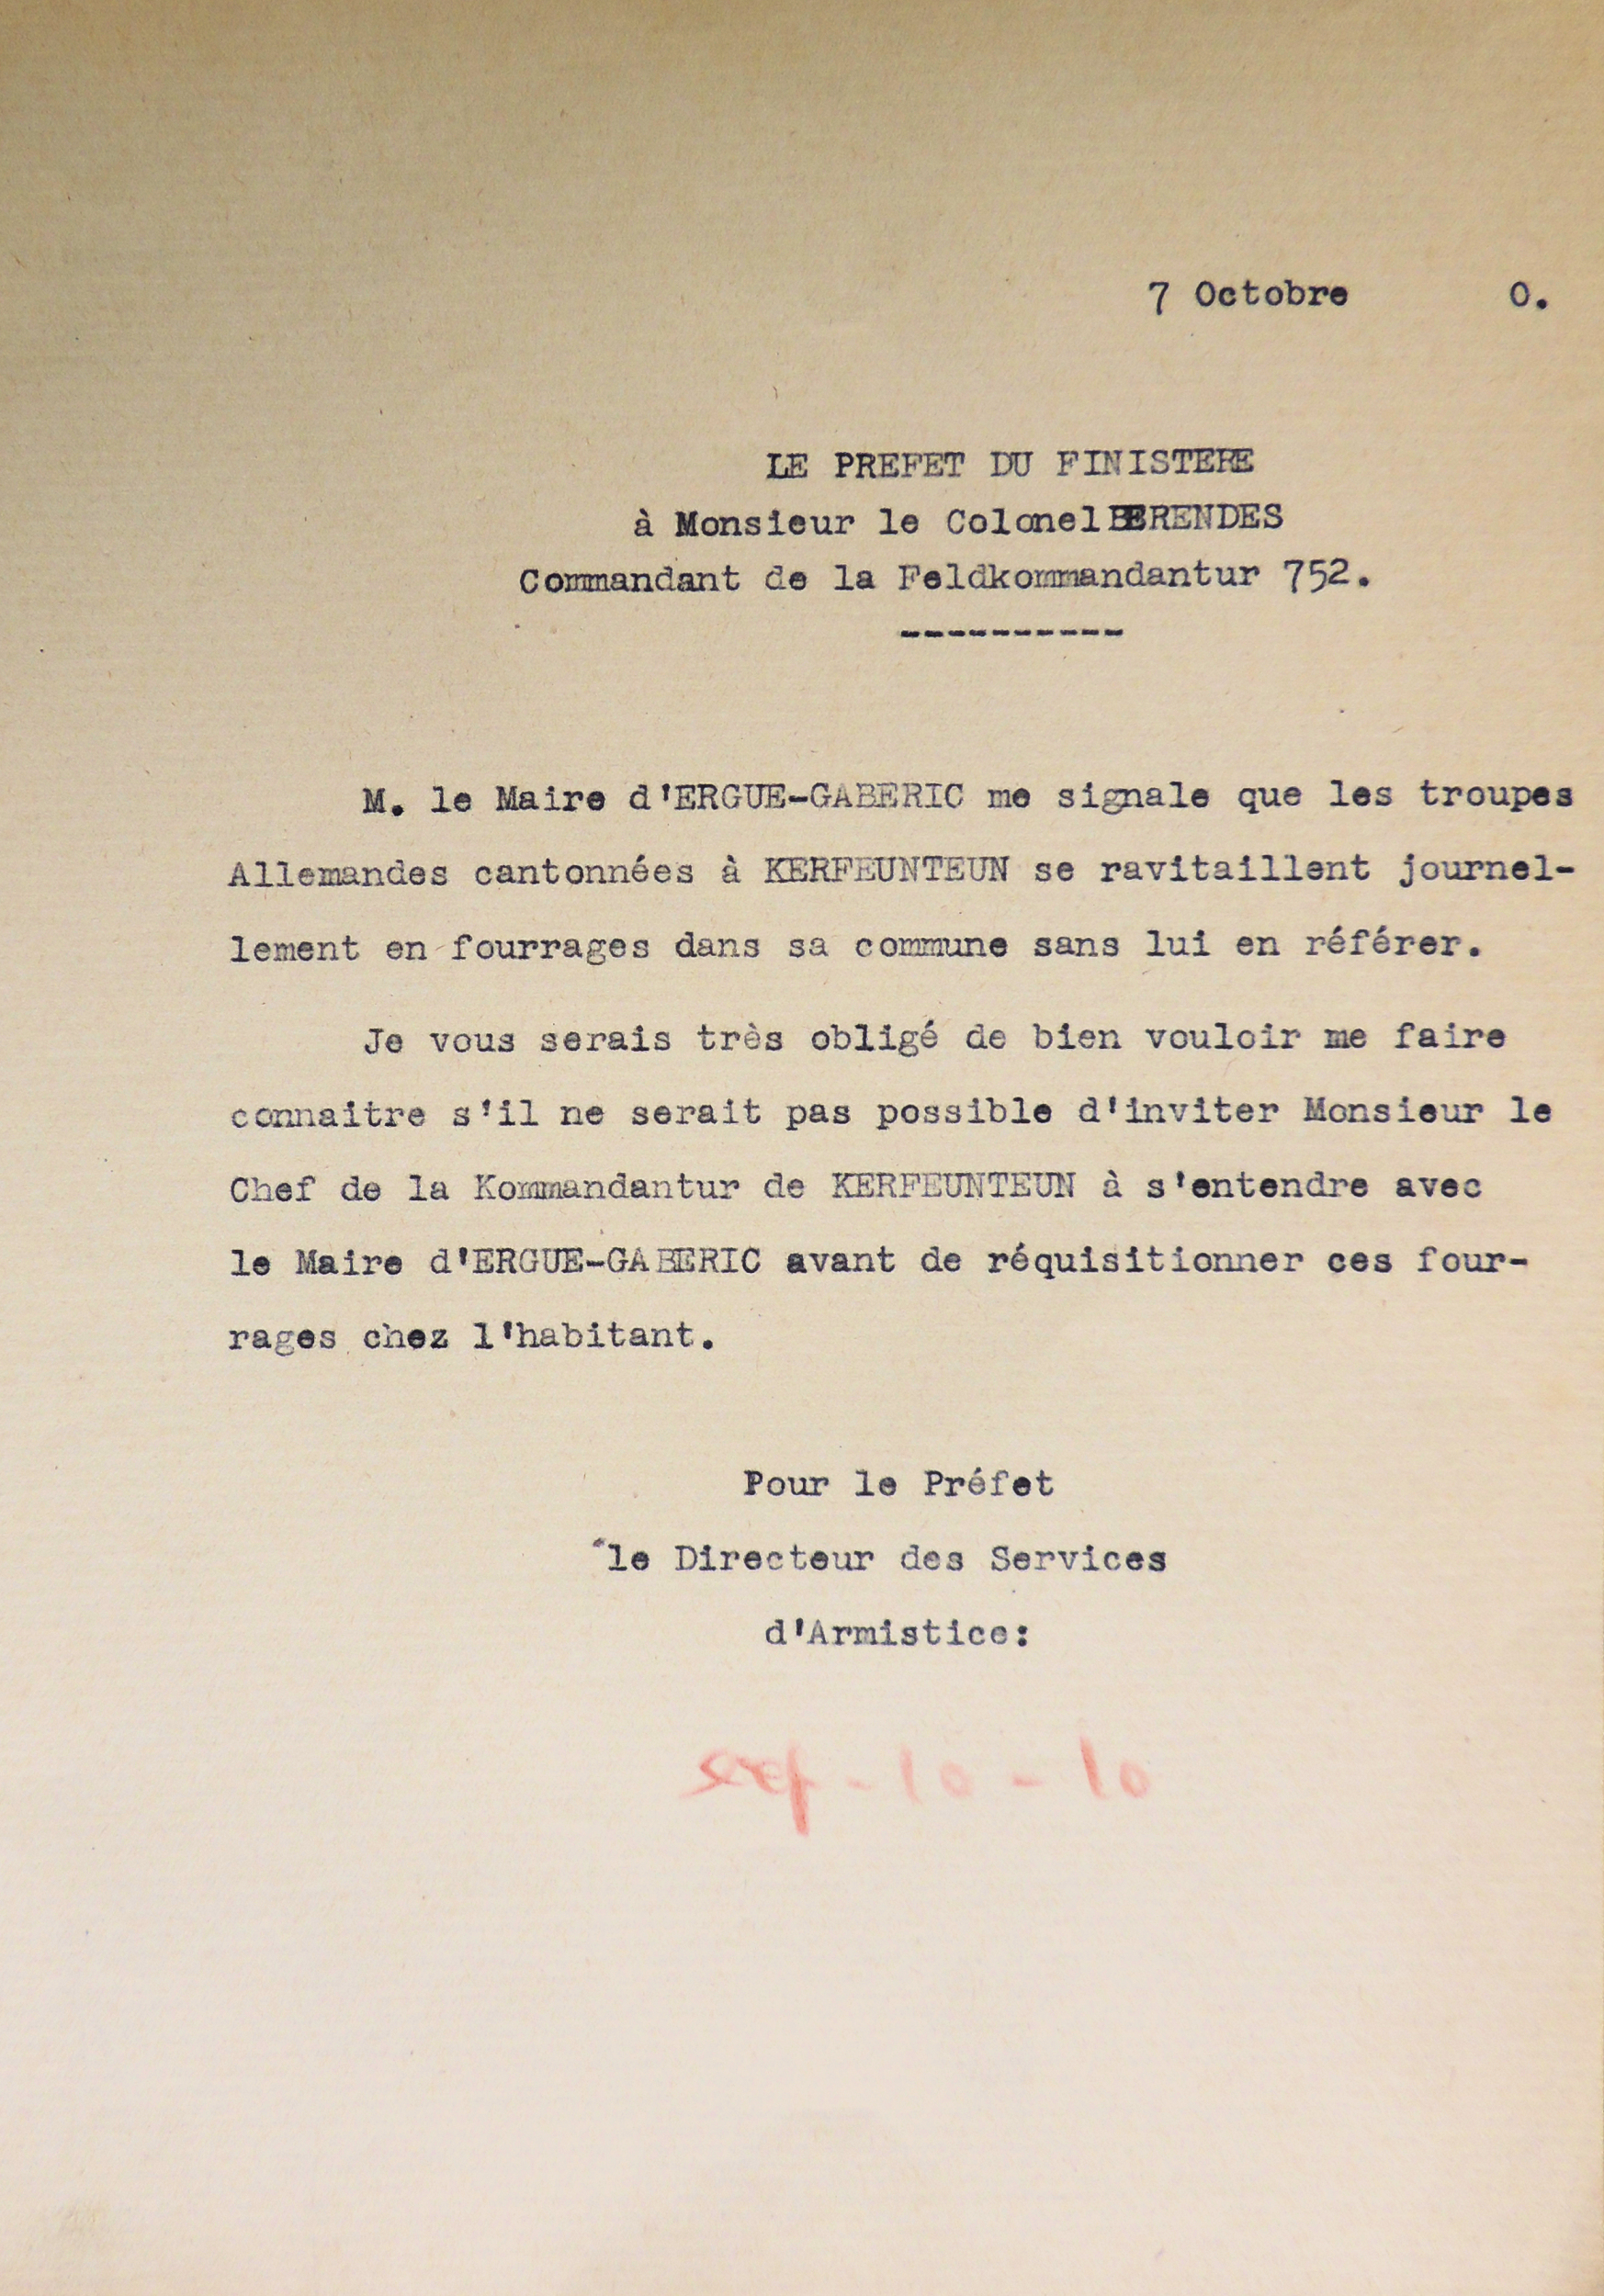 7 Octobre 0.
LE PREFET DU FINISTERE
à Monsieur le Colonel BERENDES
Commandant de la Feldkommandantur 752.
----------
M. le Maire d'ERGUE-GABERIC me signale que les troupes
Allemandes cantonnées à KERFEUNTEUN se ravitaillent journel-
lement en fourrages dans sa commune sans lui en référer.
Je vous serais très obligé de bien vouloir me faire
connaitre s'il ne serait pas possible d'inviter Monsieur le
Chef de la Kommandantur de KERFEUNTEUN à s'entendre avec
le Maire d'ERGUE-GABERIC avant de réquisitionner ces four-
rages chez l'habitant.
Pour le Préfet
le Directeur des Services
d'Armistice:
- 10 - 10